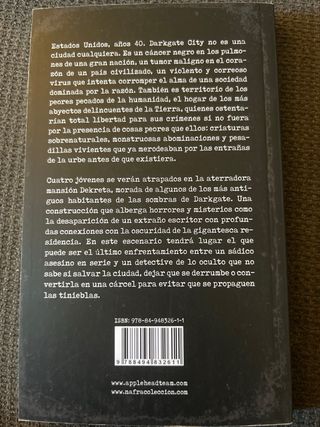 Estados Unidos, años 40. Darkgate City no es una
ciudad cualquiera. Es un cáncer negro en los pulmo-
nes de una gran nación, un tumor maligno en el cora-
zón de un país civilizado, un violento y correoso
virus que intenta corromper el alma de una sociedad
dominada por la razón. También es territorio de los
peores pecados de la humanidad, el hogar de los más
abyectos delincuentes de la Tierra, quienes ostenta-
rían total libertad para sus crímenes si no fuera
por la presencia de cosas peores que ellos: criaturas
sobrenaturales, monstruosas abominaciones y pesa-
dillas vivientes que ya merodeaban por las entrañas
de la urbe antes de que existiera.
Cuatro jóvenes se verán atrapados en la aterradora
mansión Dekreta, morada de algunos de los más anti-
guos habitantes de las sombras de Darkgate. Una
construcción que alberga horrores y misterios como
la desaparición de un extraño escritor con profun-
das conexiones con la oscuridad de la gigantesca re-
sidencia. En este escenario tendrá lugar el que
puede ser el último enfrentamiento entre un sádico
asesino en serie y un detective de lo oculto que no
sabe si salvar la ciudad, dejar que se derrumbe o con-
vertirla en una cárcel para evitar que se propaguen
las tinieblas.
ISBN: 978-84-948326-1-1
9 788494 832611
www.appleheadteam.com
www.nafracoleccion.com